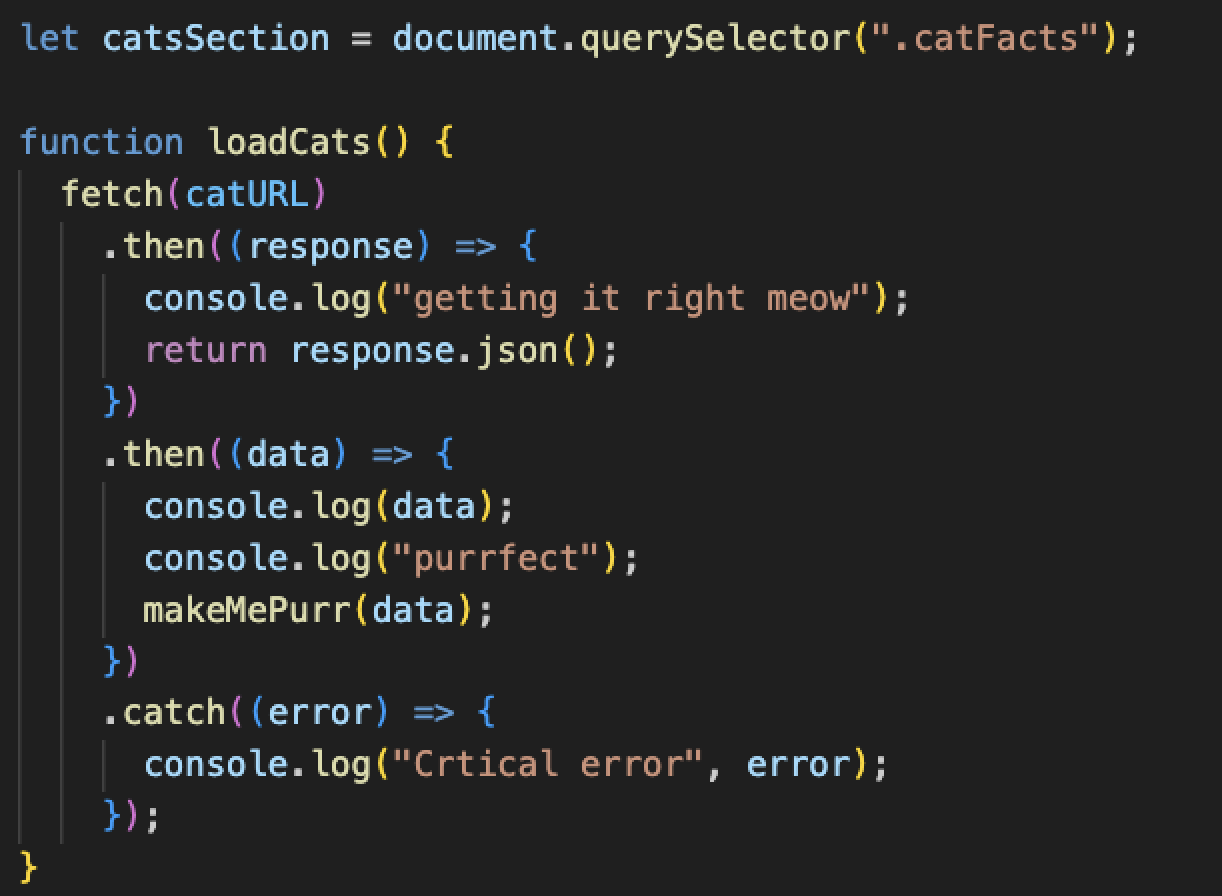 let catsSection = document.querySelector(".catFacts");
function loadCats() {
fetch(catURL)
.then((response) => {
console.log("getting it right meow");
return response.json();
})
.then((data) => {
console.log(data);
console.log("purrfect");
makeMePurr(data);
})
.catch((error) => {
console.log("Crtical error", error);
});
}